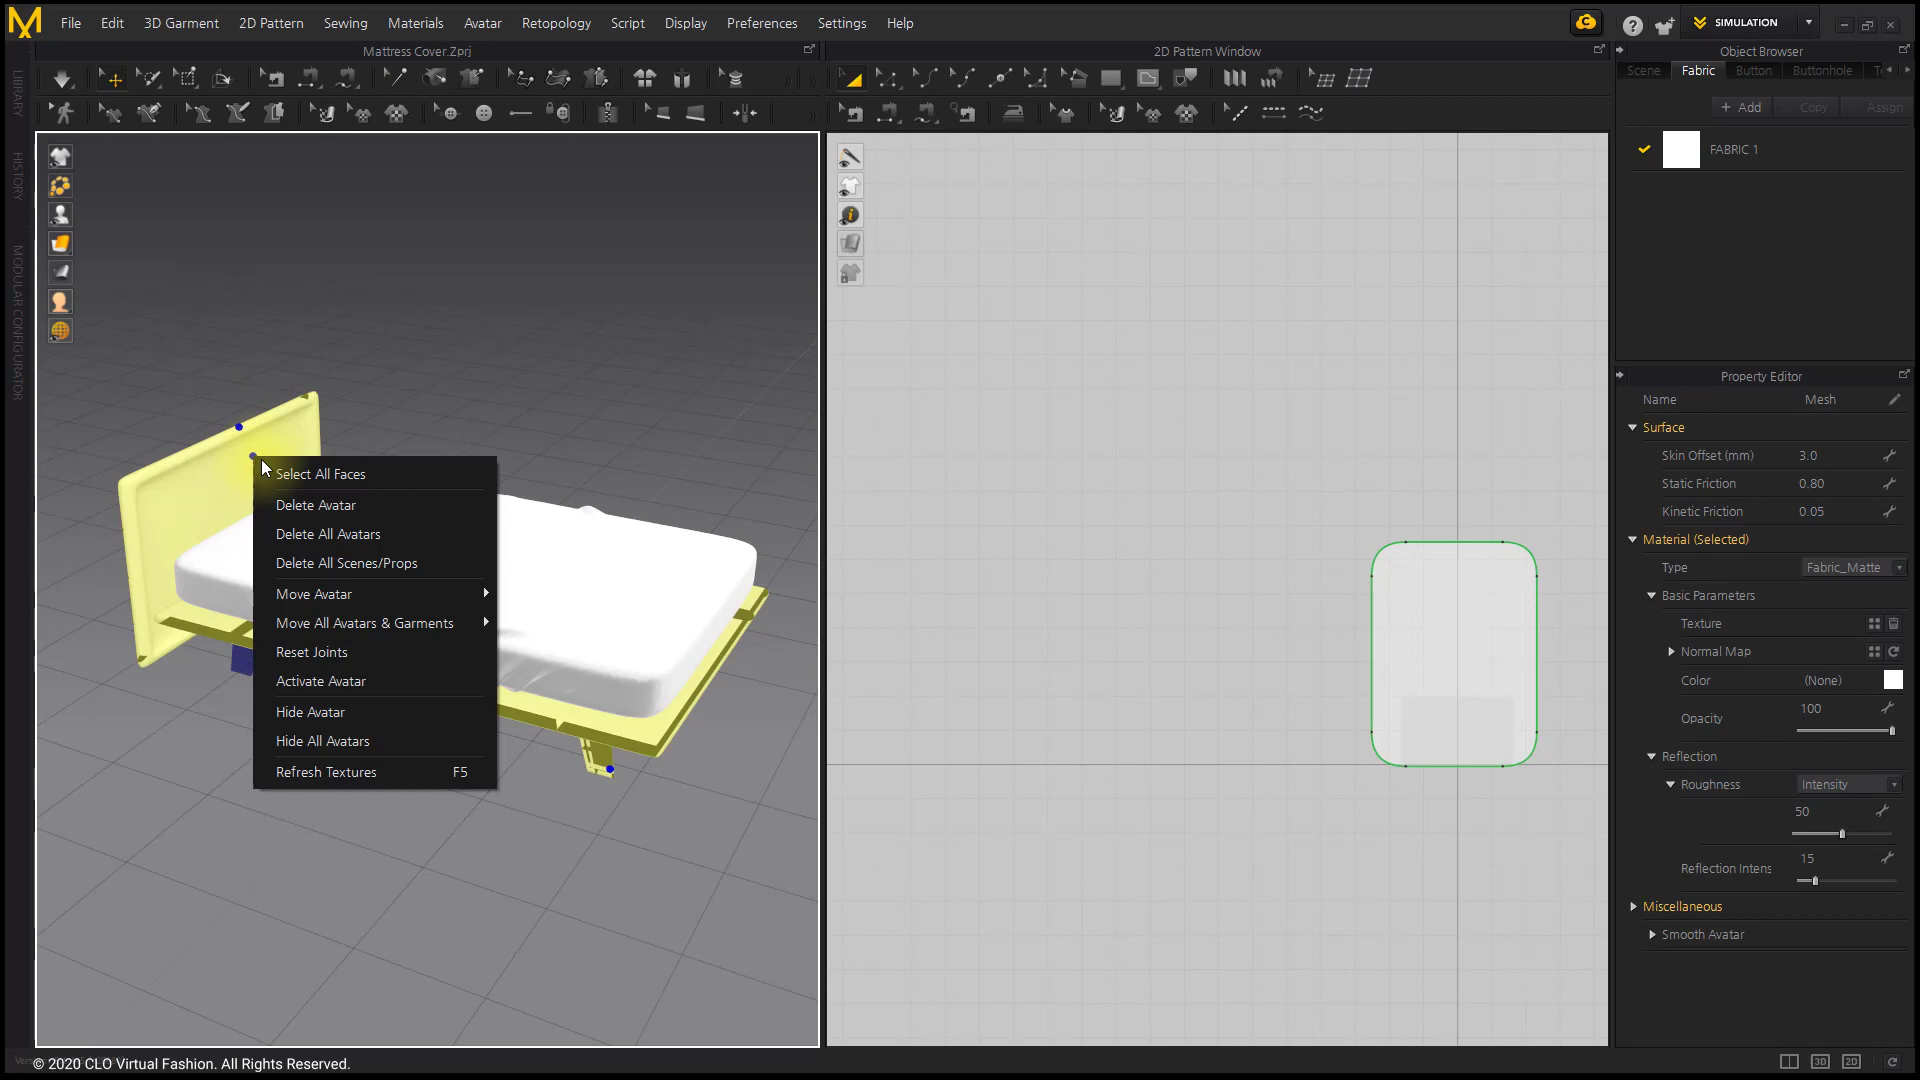 File Edit 3D Garment 2D Pattern Sewing Materials Avatar Retopology Script Display Preferences Settings Help
SIMULATION
Mattress Cover.Zprj
2D Pattern Window
Object Browser
Scene Fabric Button Buttonhole
+ Add Copy Assign
FABRIC 1
LIBRARY
HISTORY
MODULAR CONFIGURATOR
Select All Faces
Delete Avatar
Delete All Avatars
Delete All Scenes/Props
Move Avatar
Move All Avatars & Garments
Reset Joints
Activate Avatar
Hide Avatar
Hide All Avatars
Refresh Textures F5
Property Editor
Name Mesh
Surface
Skin Offset (mm) 3.0
Static Friction 0.80
Kinetic Friction 0.05
Material (Selected)
Type Fabric_Matte
Basic Parameters
Texture
Normal Map
Color (None)
Opacity 100
Reflection
Roughness Intensity
50
Reflection Intens 15
Miscellaneous
Smooth Avatar
© 2020 CLO Virtual Fashion. All Rights Reserved.
3D 2D